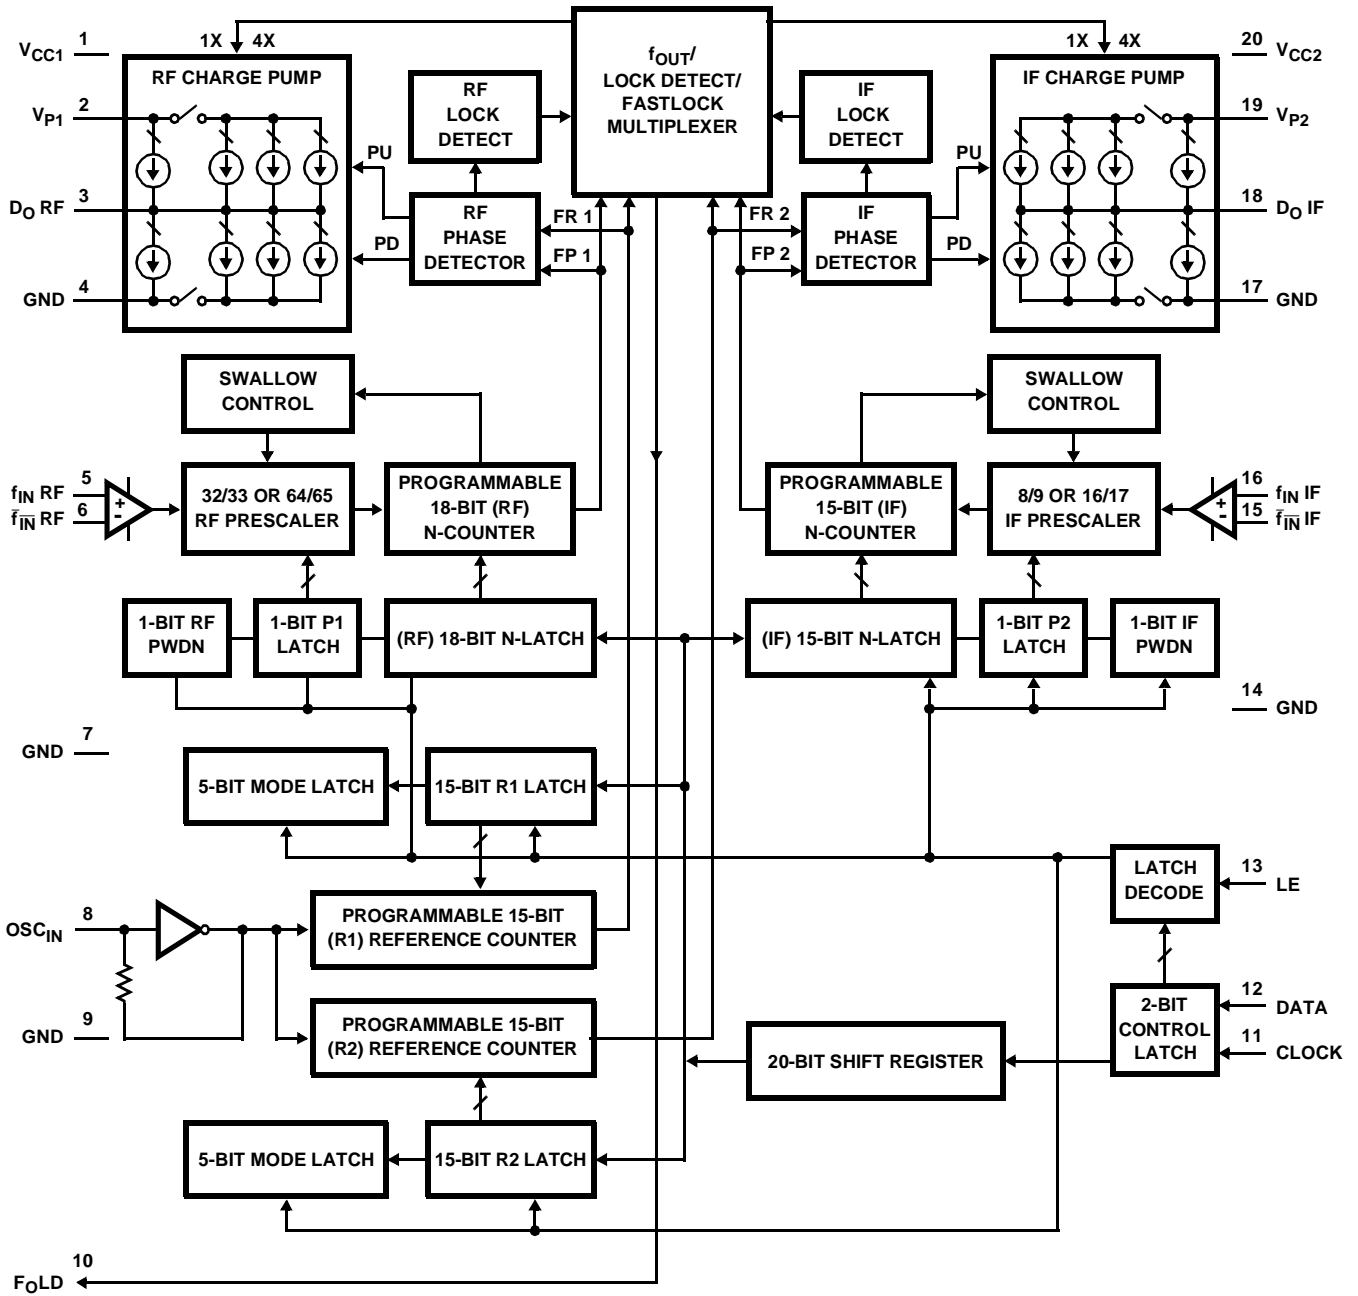 1
VCC1
1X 4X
fOUT/
LOCK DETECT/
FASTLOCK
MULTIPLEXER
1X 4X
20
VCC2
RF CHARGE PUMP
RF
LOCK
DETECT
IF
LOCK
DETECT
IF CHARGE PUMP
2
VP1
19
VP2
PU
PU
3
DO RF
18
DO IF
RF
PHASE
DETECTOR
FR 1
FR 2
IF
PHASE
DETECTOR
PD
FP 1
FP 2
PD
4
GND
17
GND
SWALLOW
CONTROL
SWALLOW
CONTROL
5
fIN RF
6
f̄IN RF
+
-
32/33 OR 64/65
RF PRESCALER
PROGRAMMABLE
18-BIT (RF)
N-COUNTER
PROGRAMMABLE
15-BIT (IF)
N-COUNTER
8/9 OR 16/17
IF PRESCALER
+
-
16
fIN IF
15
f̄IN IF
1-BIT RF
PWDN
1-BIT P1
LATCH
(RF) 18-BIT N-LATCH
(IF) 15-BIT N-LATCH
1-BIT P2
LATCH
1-BIT IF
PWDN
14
GND
7
GND
5-BIT MODE LATCH
15-BIT R1 LATCH
LATCH
DECODE
13
LE
8
OSCIN
PROGRAMMABLE 15-BIT
(R1) REFERENCE COUNTER
9
GND
PROGRAMMABLE 15-BIT
(R2) REFERENCE COUNTER
2-BIT
CONTROL
LATCH
12
DATA
11
CLOCK
20-BIT SHIFT REGISTER
5-BIT MODE LATCH
15-BIT R2 LATCH
10
FOLD